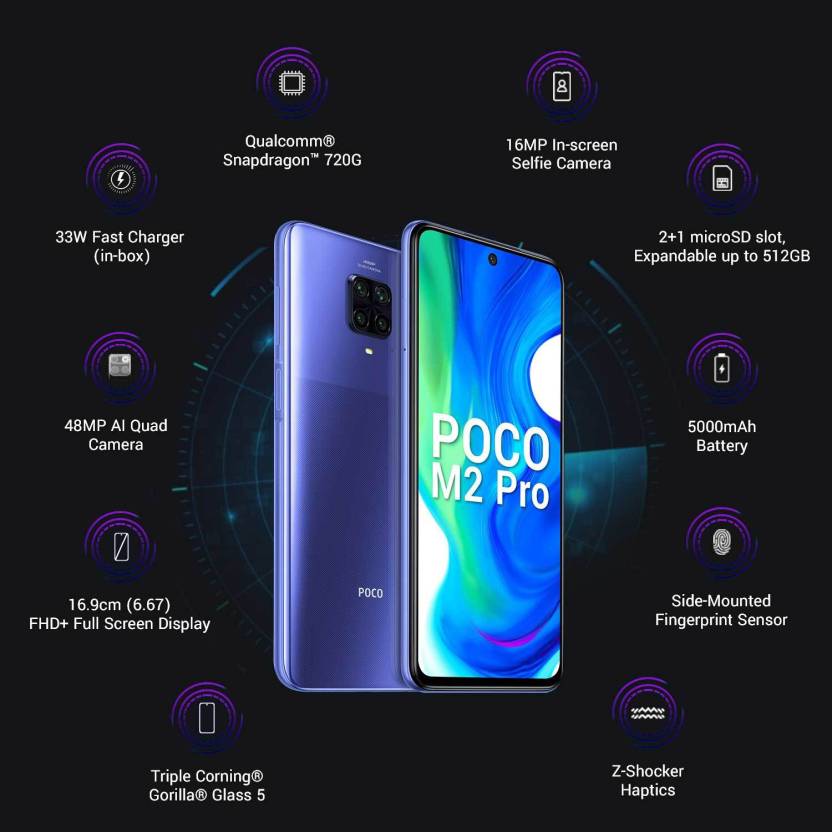 Qualcomm®
Snapdragon™ 720G
16MP In-screen
Selfie Camera
33W Fast Charger
(in-box)
2+1 microSD slot,
Expandable up to 512GB
48MP AI Quad
Camera
5000mAh
Battery
POCO
M2 Pro
POCO
16.9cm (6.67)
FHD+ Full Screen Display
Side-Mounted
Fingerprint Sensor
Triple Corning®
Gorilla® Glass 5
Z-Shocker
Haptics